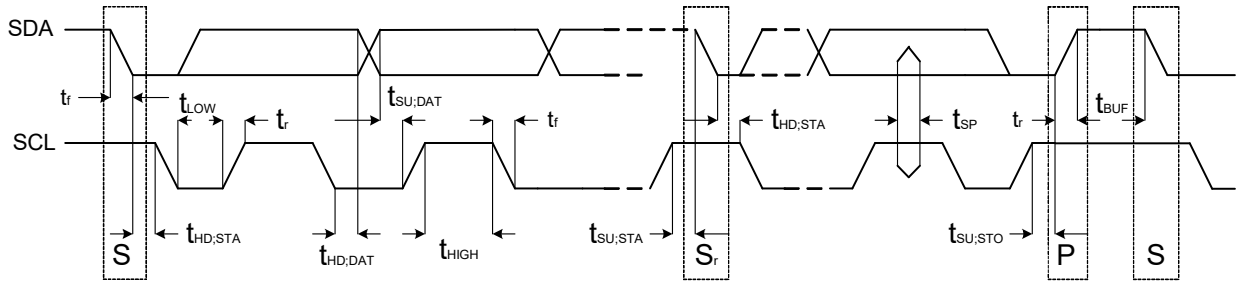 SDA
tf tLOW tr tSU;DAT tf tHD;STA tSP tr tBUF
SCL
tHD;STA tHD;DAT tHIGH tSU;STA tSU;STO
S Sr P S